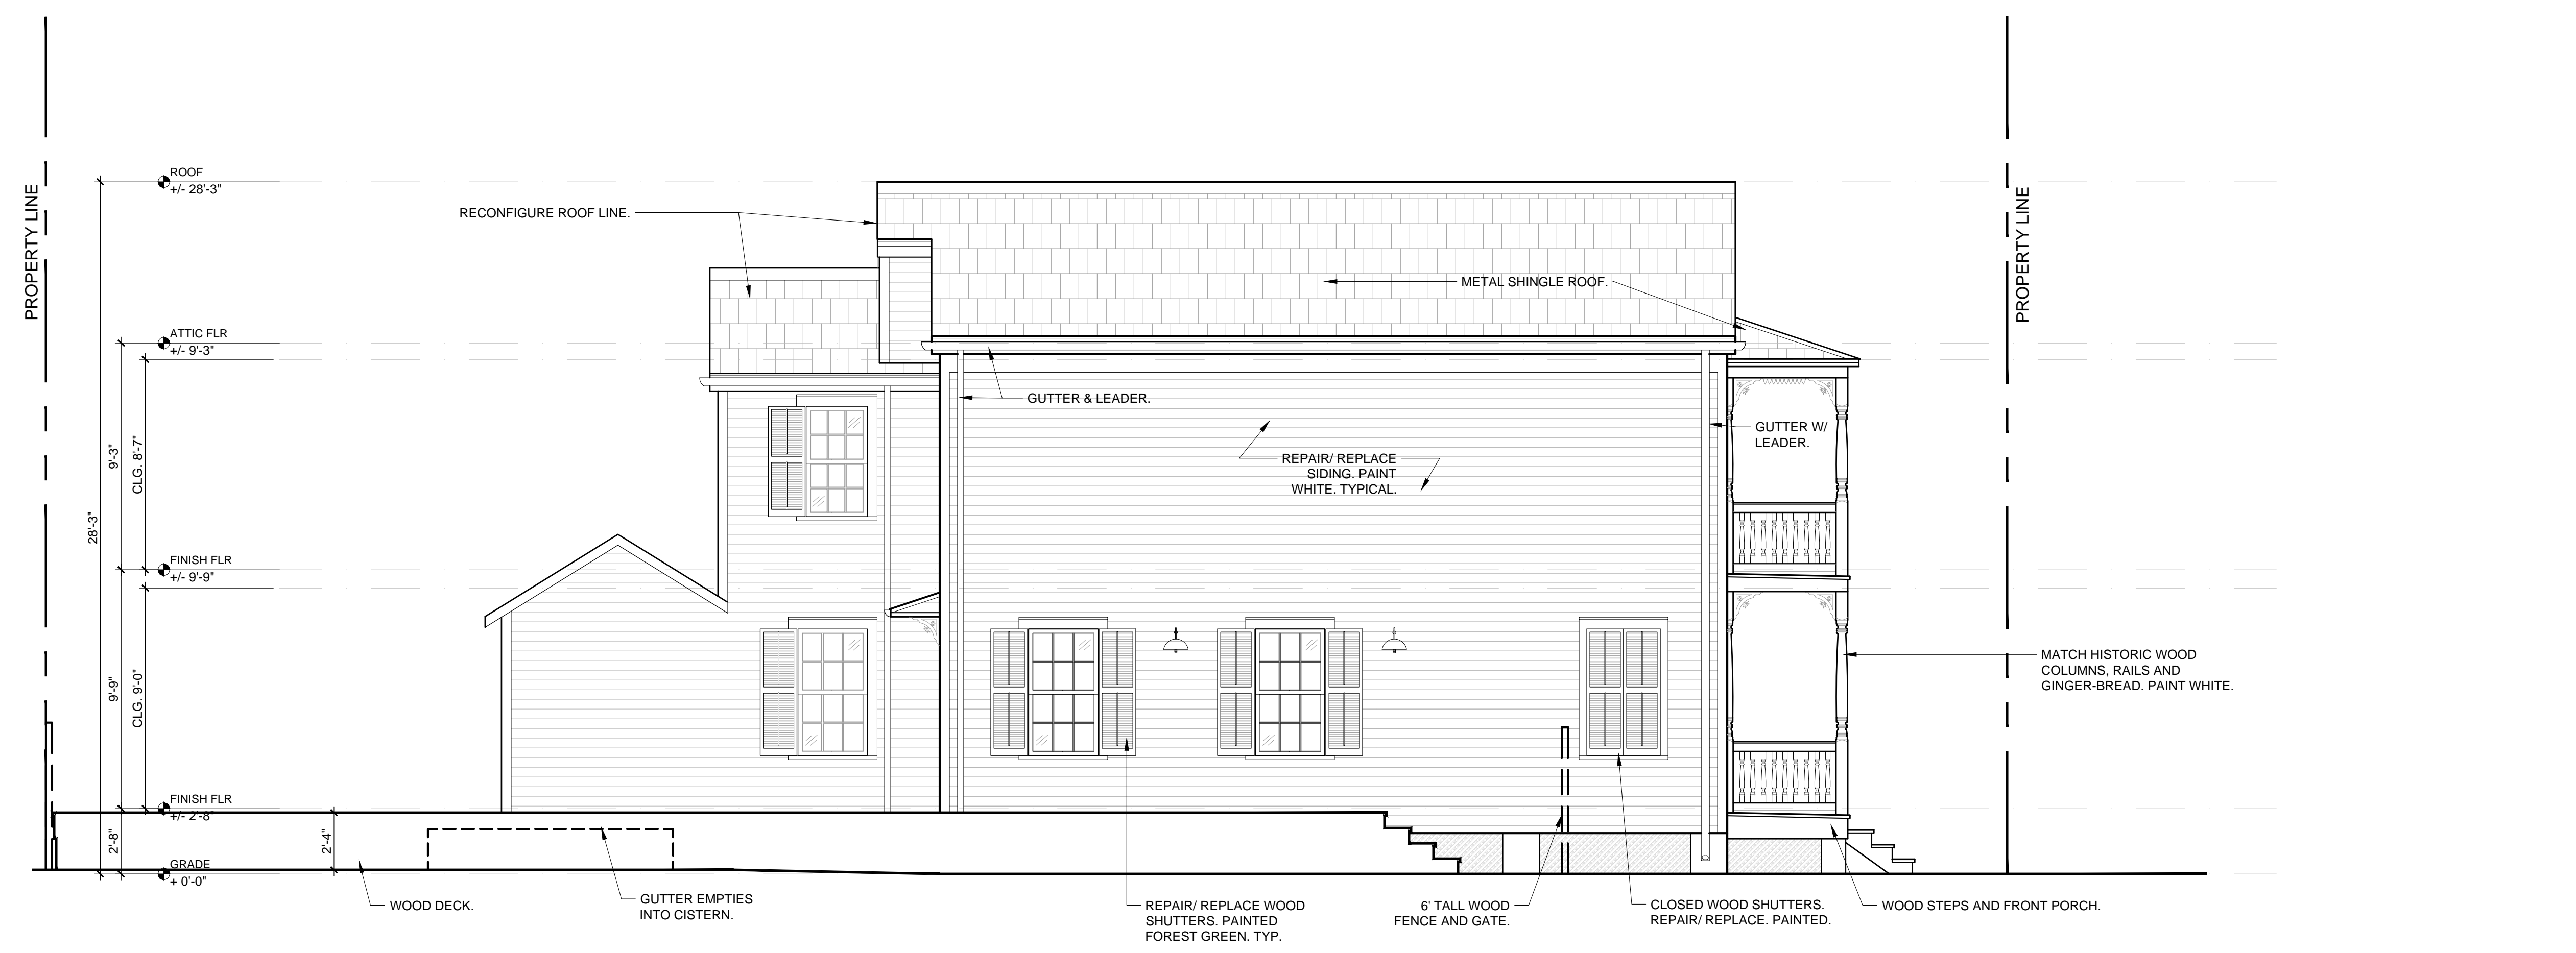 PROPERTY LINE
PROPERTY LINE
ROOF
+/- 28'-3"
RECONFIGURE ROOF LINE.
METAL SHINGLE ROOF.
ATTIC FLR
+/- 9'-3"
GUTTER & LEADER.
GUTTER W/
LEADER.
REPAIR/ REPLACE
SIDING. PAINT
WHITE. TYPICAL.
28'-3"
9'-3"
CLG. 8'-7"
FINISH FLR
+/- 9'-9"
9'-9"
CLG. 9'-0"
MATCH HISTORIC WOOD
COLUMNS, RAILS AND
GINGER-BREAD. PAINT WHITE.
FINISH FLR
+/- 2'-8"
2'-8"
2'-4"
GRADE
+ 0'-0"
WOOD DECK.
GUTTER EMPTIES
INTO CISTERN.
REPAIR/ REPLACE WOOD
SHUTTERS. PAINTED
FOREST GREEN. TYP.
6' TALL WOOD
FENCE AND GATE.
CLOSED WOOD SHUTTERS.
REPAIR/ REPLACE. PAINTED.
WOOD STEPS AND FRONT PORCH.